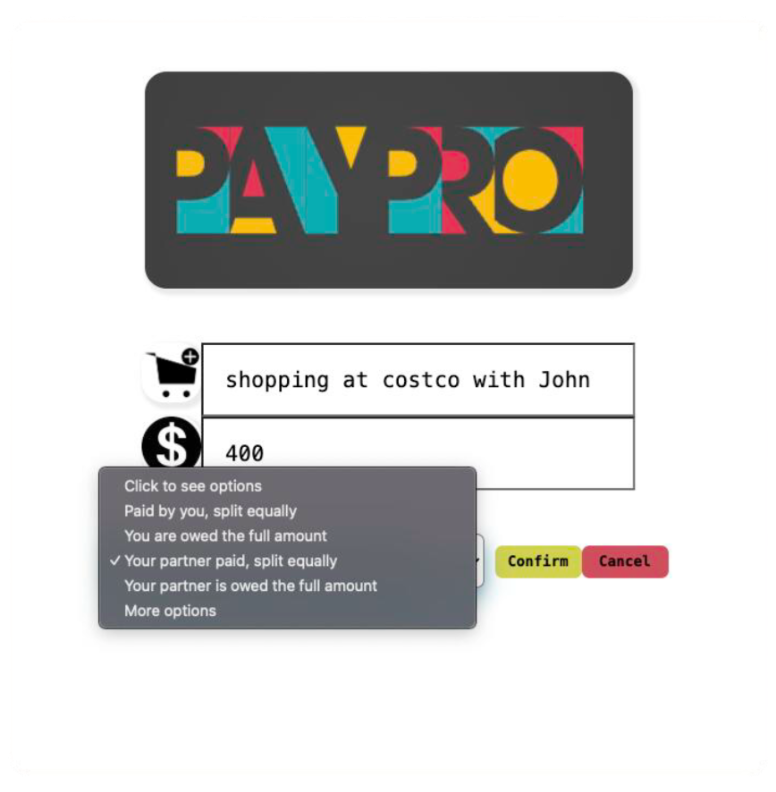 PAYPRO
shopping at costco with John
$
400
Click to see options
Paid by you, split equally
You are owed the full amount
✓ Your partner paid, split equally
Your partner is owed the full amount
More options
Confirm
Cancel